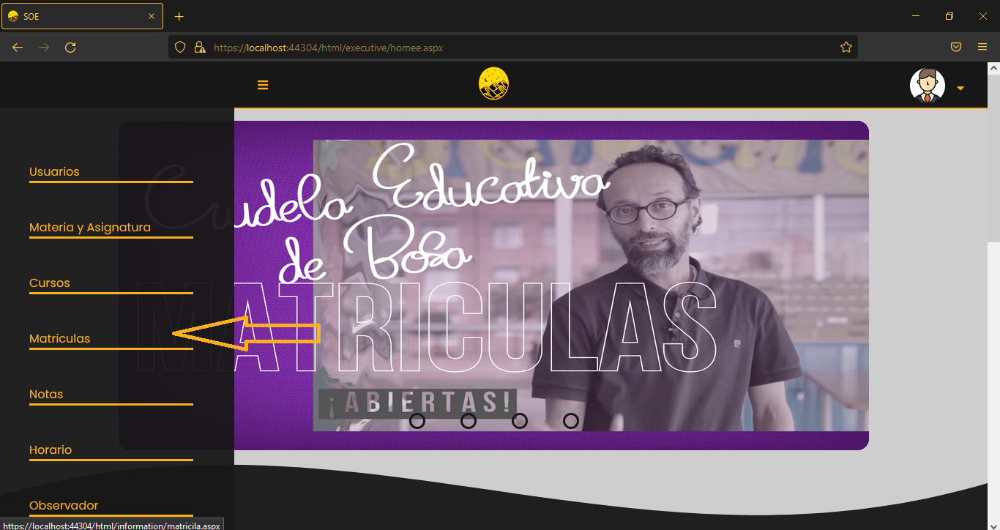 SOE
https://localhost:44304/html/executive/homee.aspx
Usuarios
Materia y Asignatura
Cursos
Matriculas
Notas
Horario
Observador
Ciudela Educativa
de Bosa
MATRICULAS
¡ABIERTAS!
https://localhost:44304/html/information/matricila.aspx